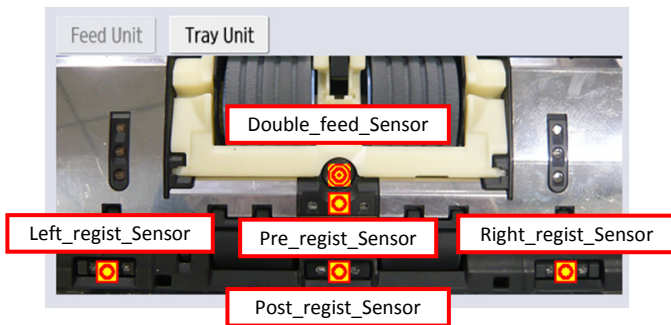 Feed Unit
Tray Unit
Double_feed_Sensor
Left_regist_Sensor
Pre_regist_Sensor
Right_regist_Sensor
Post_regist_Sensor